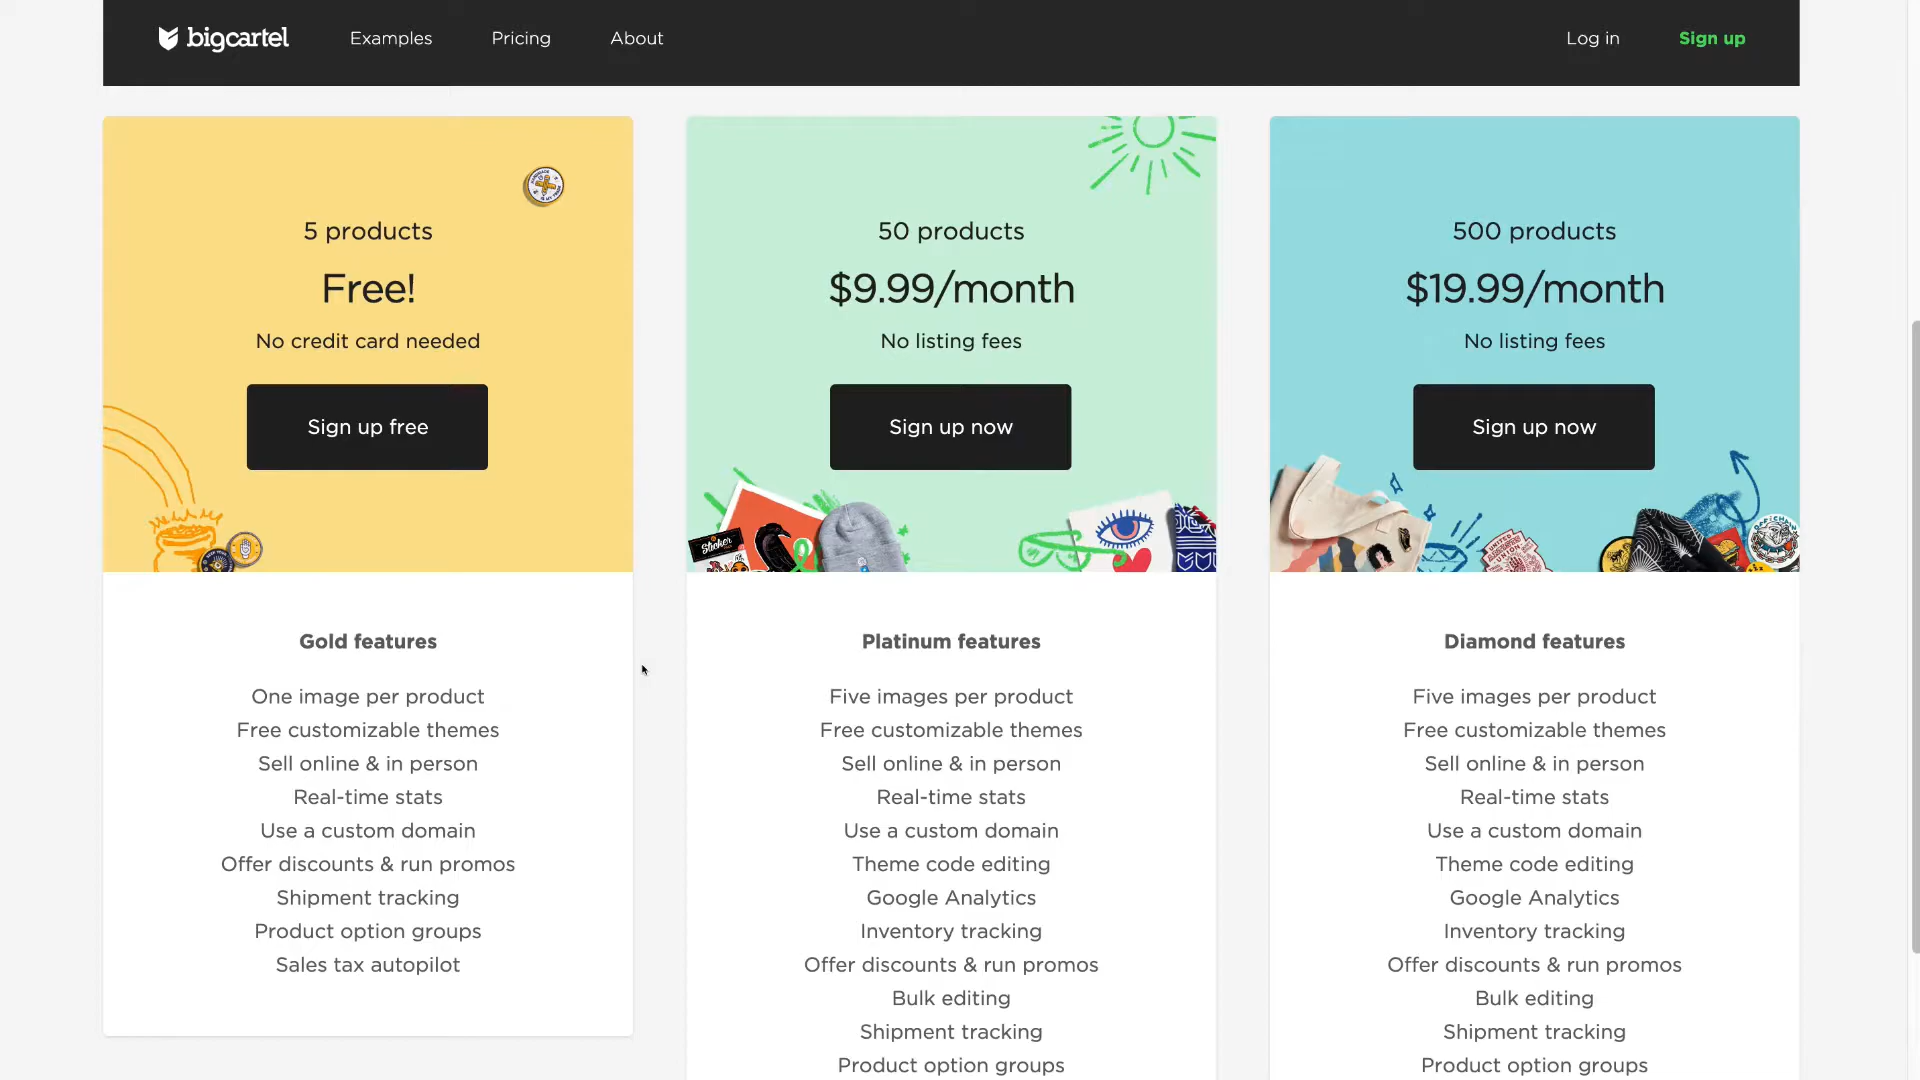 bigcartel Examples Pricing About Log in Sign up
5 products
Free!
No credit card needed
Sign up free
Gold features
One image per product
Free customizable themes
Sell online & in person
Real-time stats
Use a custom domain
Offer discounts & run promos
Shipment tracking
Product option groups
Sales tax autopilot
50 products
$9.99/month
No listing fees
Sign up now
Sticker
Platinum features
Five images per product
Free customizable themes
Sell online & in person
Real-time stats
Use a custom domain
Theme code editing
Google Analytics
Inventory tracking
Offer discounts & run promos
Bulk editing
Shipment tracking
Product option groups
500 products
$19.99/month
No listing fees
Sign up now
Diamond features
Five images per product
Free customizable themes
Sell online & in person
Real-time stats
Use a custom domain
Theme code editing
Google Analytics
Inventory tracking
Offer discounts & run promos
Bulk editing
Shipment tracking
Product option groups